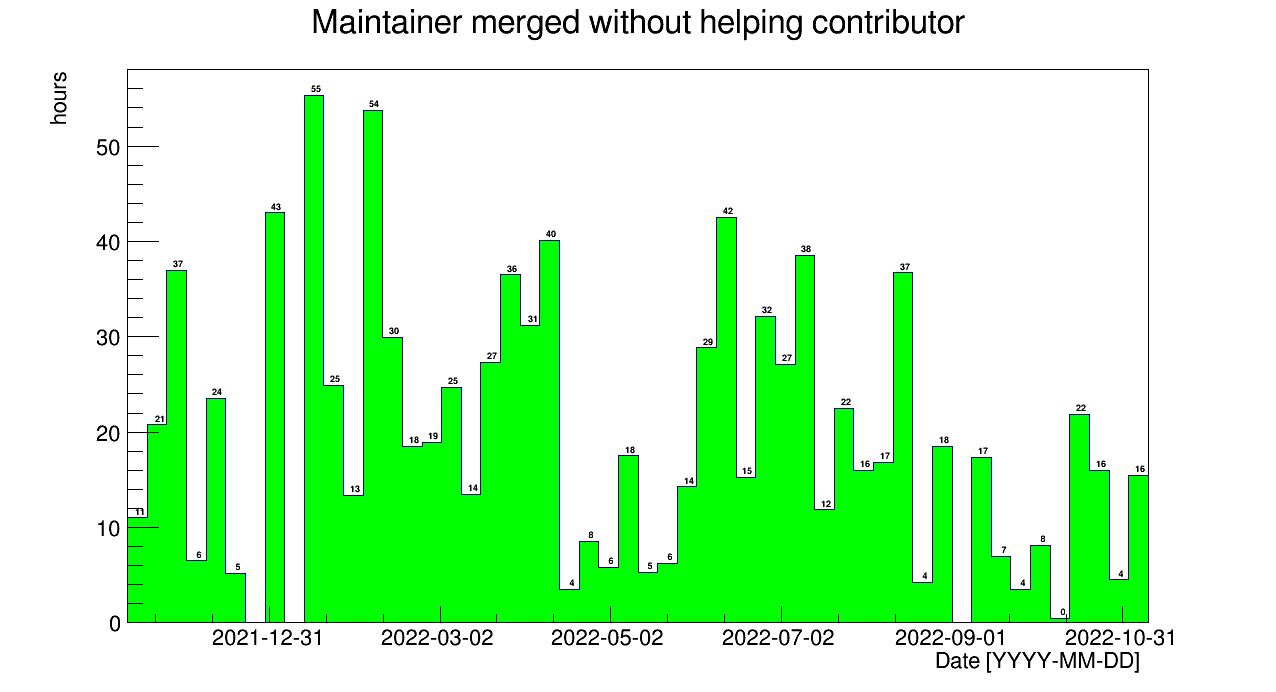 Maintainer merged without helping contributor
hours
50
40
30
20
10
0
11 21 37 6 24 5 43 55 25 13 54 30 18 19 25 14 27 36 31 40 4 8 6 18 5 6 14 29 42 15 32 27 38 12 22 16 17 37 4 18 17 7 4 8 0 22 16 4 16
2021-12-31 2022-03-02 2022-05-02 2022-07-02 2022-09-01 2022-10-31
Date [YYYY-MM-DD]